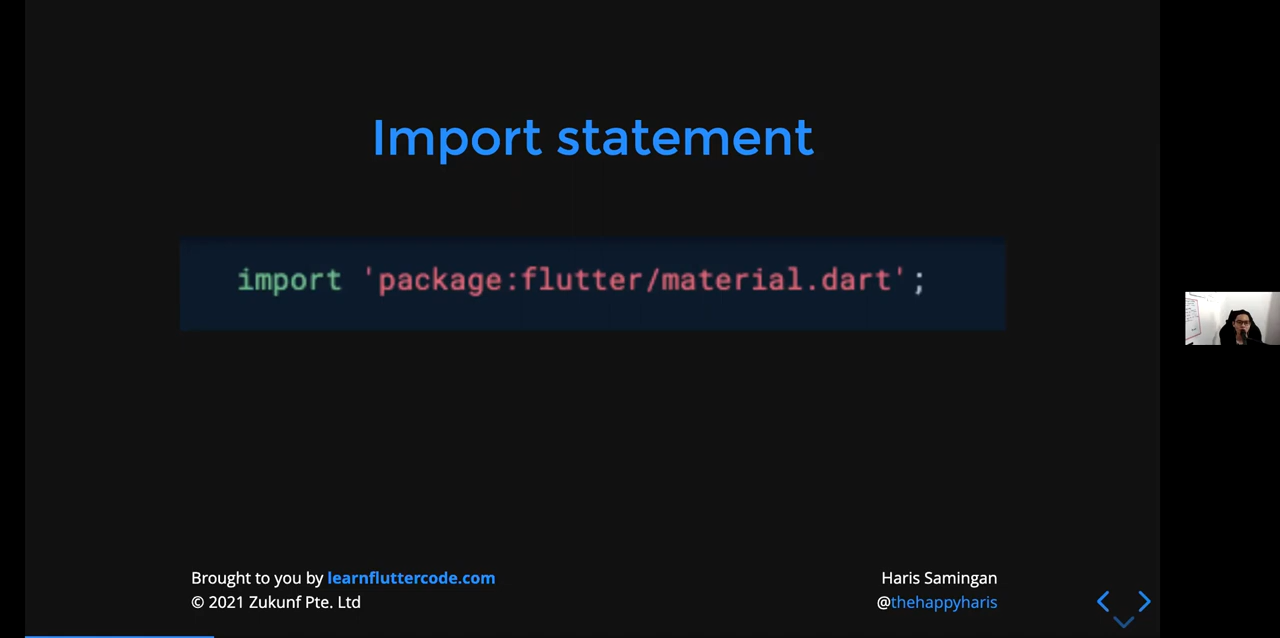 Import statement
import 'package:flutter/material.dart';
Brought to you by learnfluttercode.com
© 2021 Zukunf Pte. Ltd
Haris Samingan
@thehappyharis